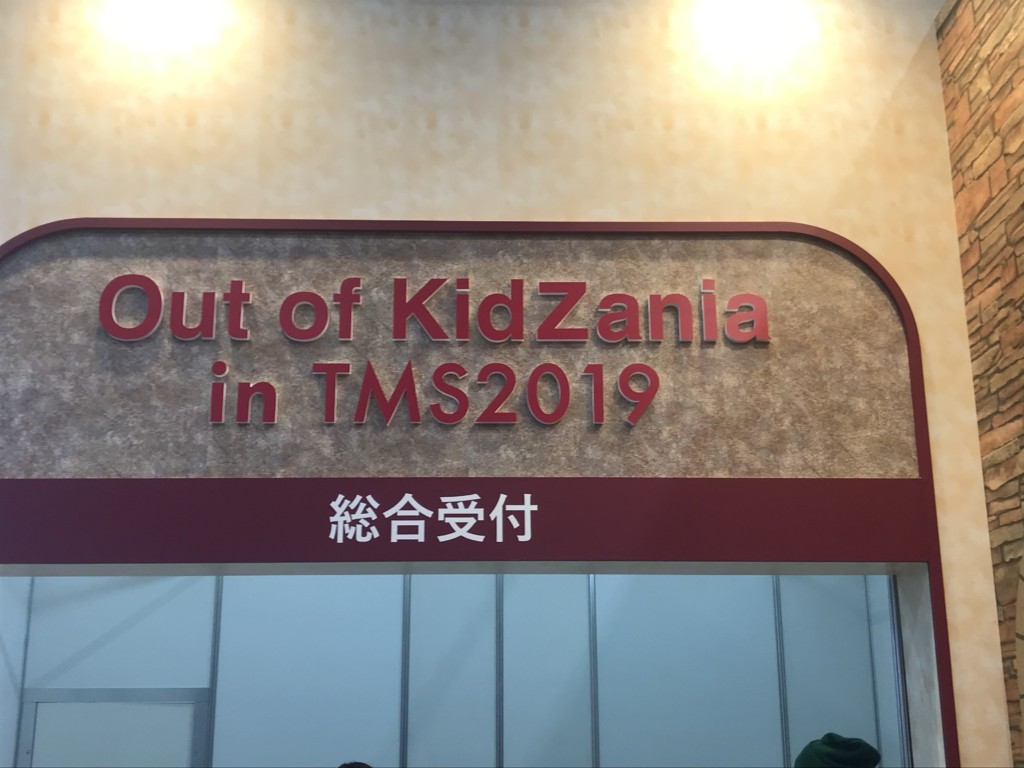 Out of KidZania
in TMS2019
総合受付